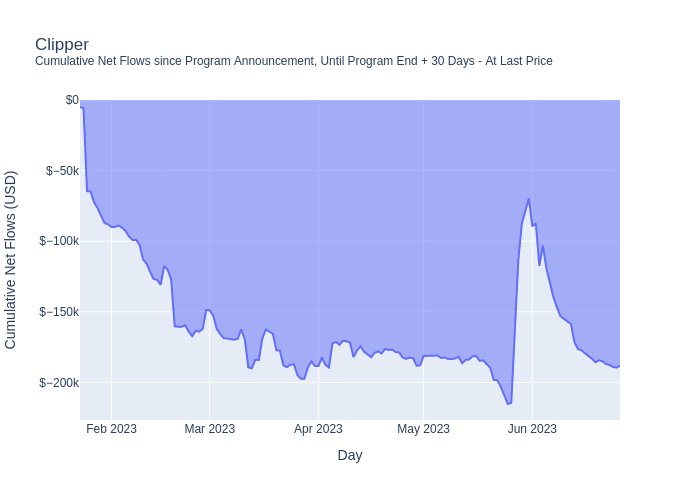 Clipper
Cumulative Net Flows since Program Announcement, Until Program End + 30 Days - At Last Price
Cumulative Net Flows (USD)
$0
$−50k
$−100k
$−150k
$−200k
Feb 2023
Mar 2023
Apr 2023
May 2023
Jun 2023
Day